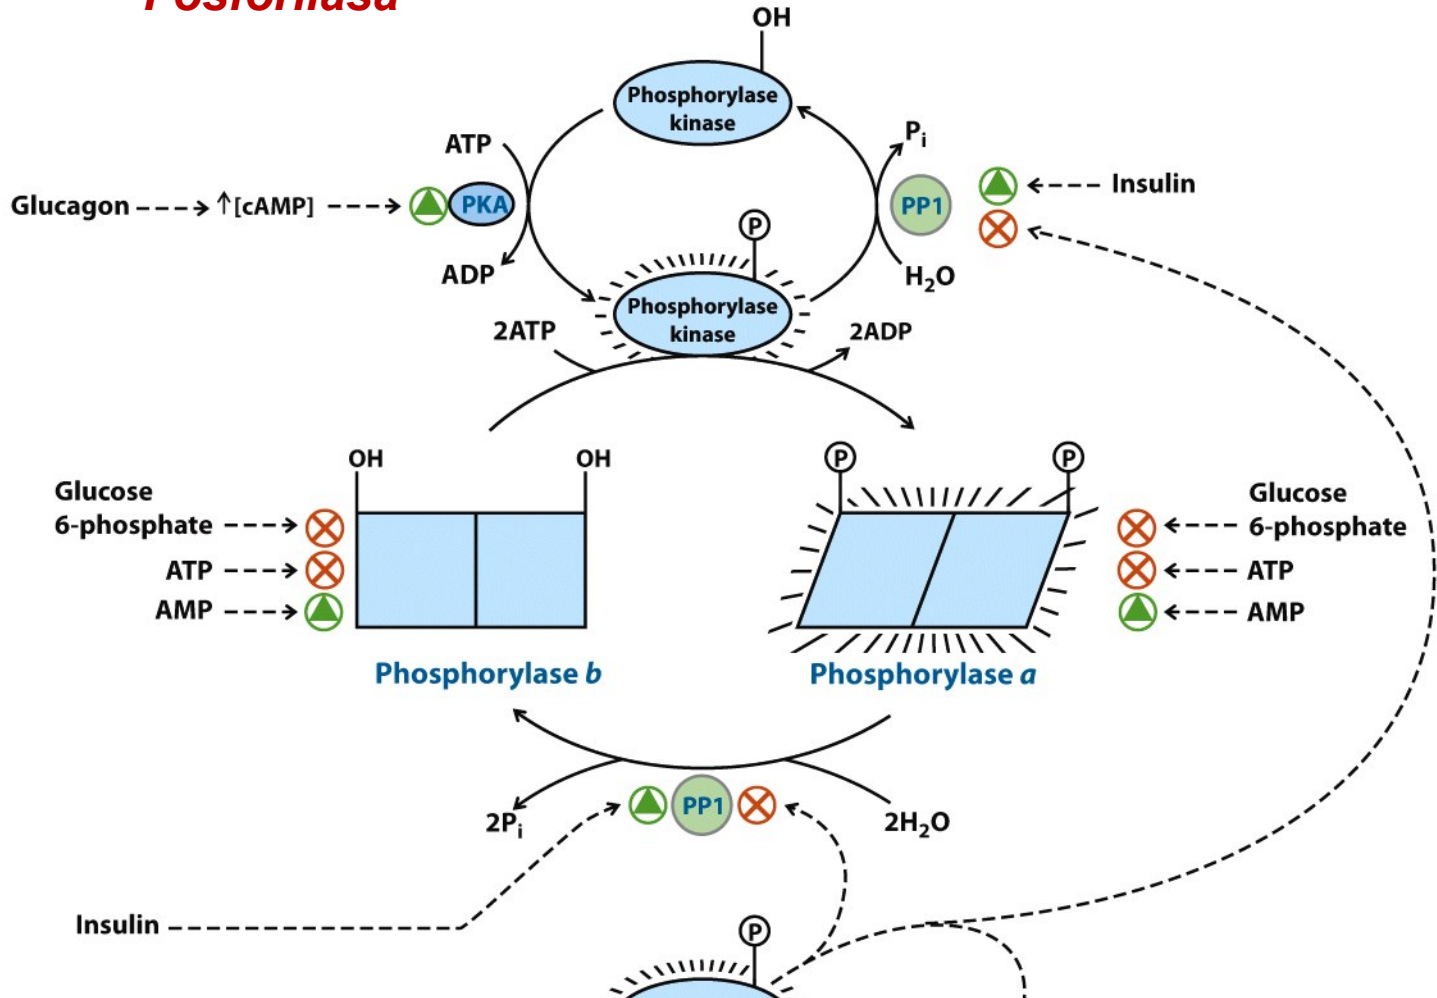 Fosforilasa
OH
Phosphorylase
kinase
ATP
Pi
Glucagon
↑[cAMP]
PKA
PP1
Insulin
P
ADP
H2O
Phosphorylase
kinase
2ATP
2ADP
OH
OH
P
P
Glucose
6-phosphate
ATP
AMP
Glucose
6-phosphate
ATP
AMP
Phosphorylase b
Phosphorylase a
PP1
2Pi
2H2O
Insulin
P